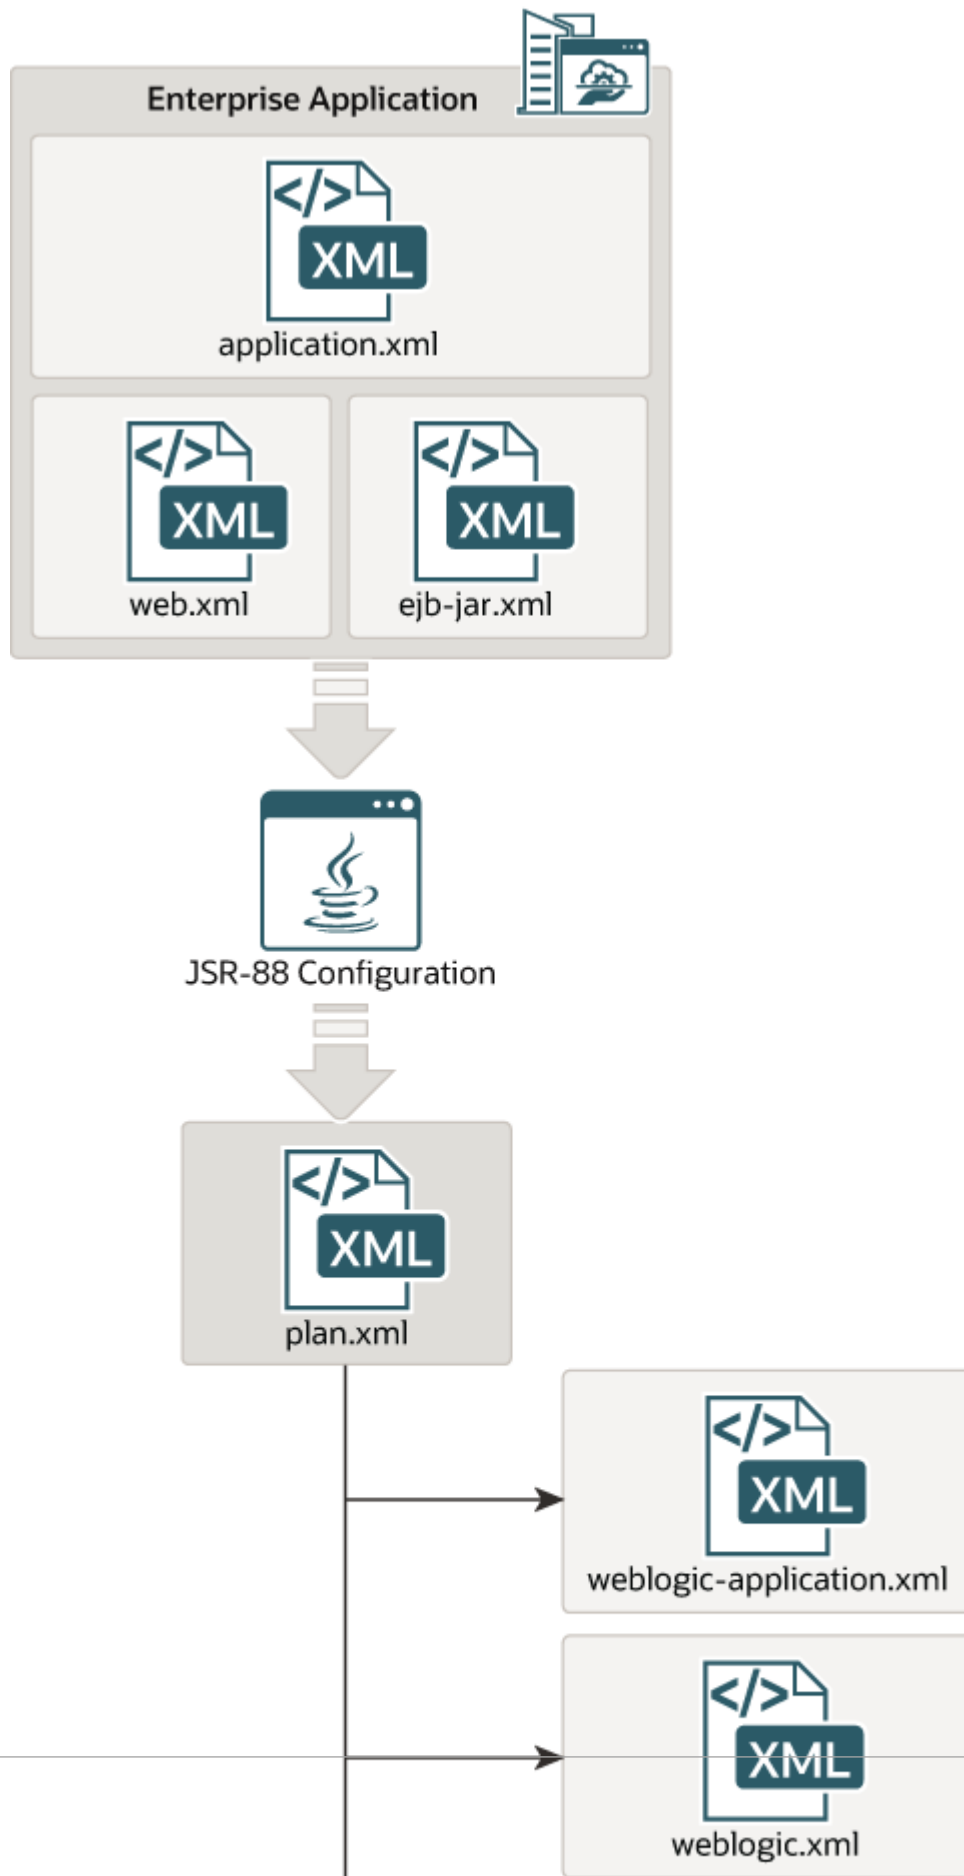 Enterprise Application
</>
XML
application.xml
</>
XML
web.xml
</>
XML
ejb-jar.xml
JSR-88 Configuration
</>
XML
plan.xml
</>
XML
weblogic-application.xml
</>
XML
weblogic.xml